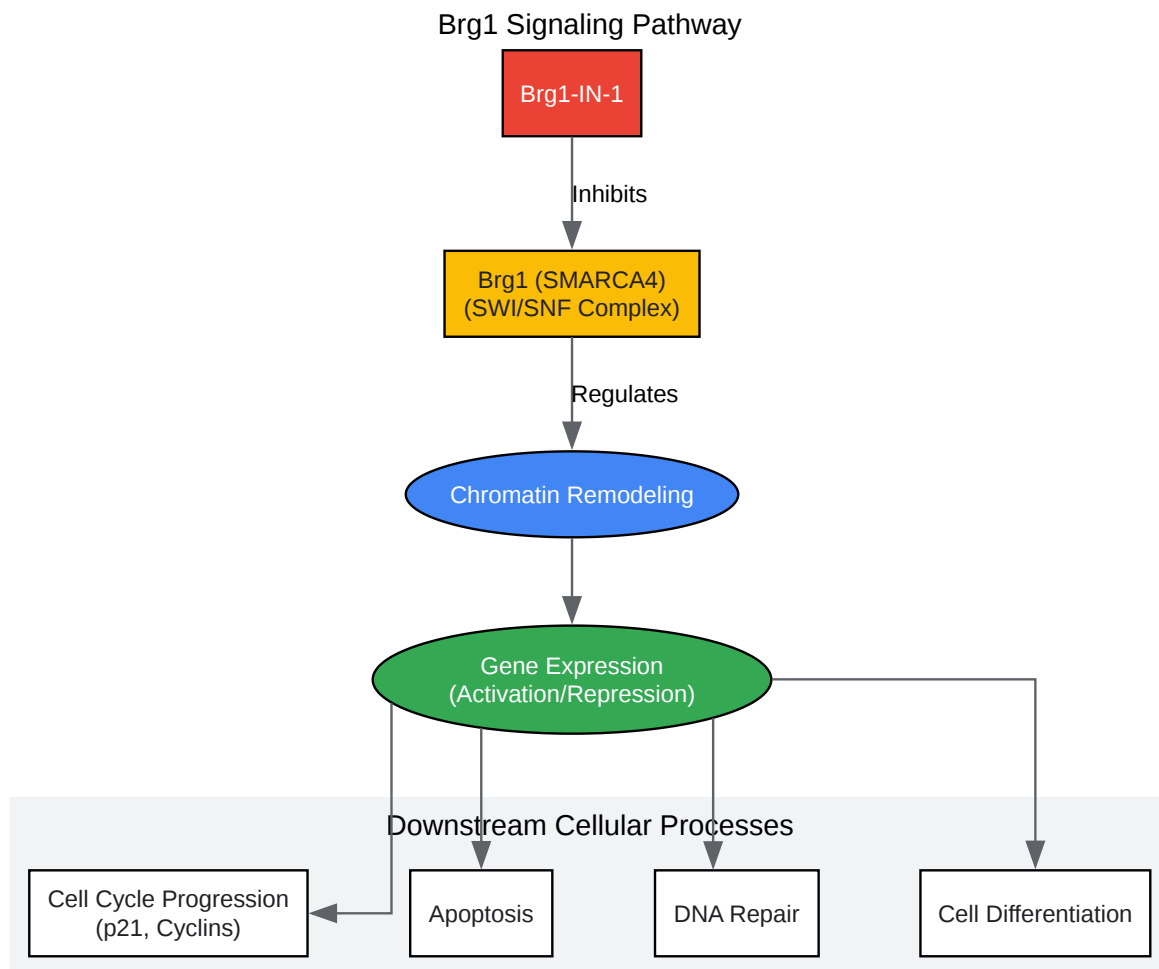 Brg1 Signaling Pathway
Brg1-IN-1
Inhibits
Brg1 (SMARCA4)
(SWI/SNF Complex)
Regulates
Chromatin Remodeling
Gene Expression
(Activation/Repression)
Downstream Cellular Processes
Cell Cycle Progression
(p21, Cyclins)
Apoptosis
DNA Repair
Cell Differentiation